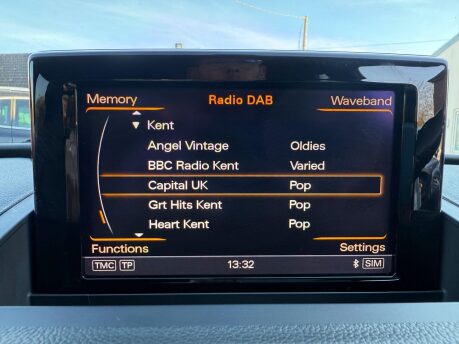 Memory Radio DAB Waveband
Kent
Angel Vintage Oldies
BBC Radio Kent Varied
Capital UK Pop
Grt Hits Kent Pop
Heart Kent Pop
Functions Settings
TMC TP 13:32 SIM